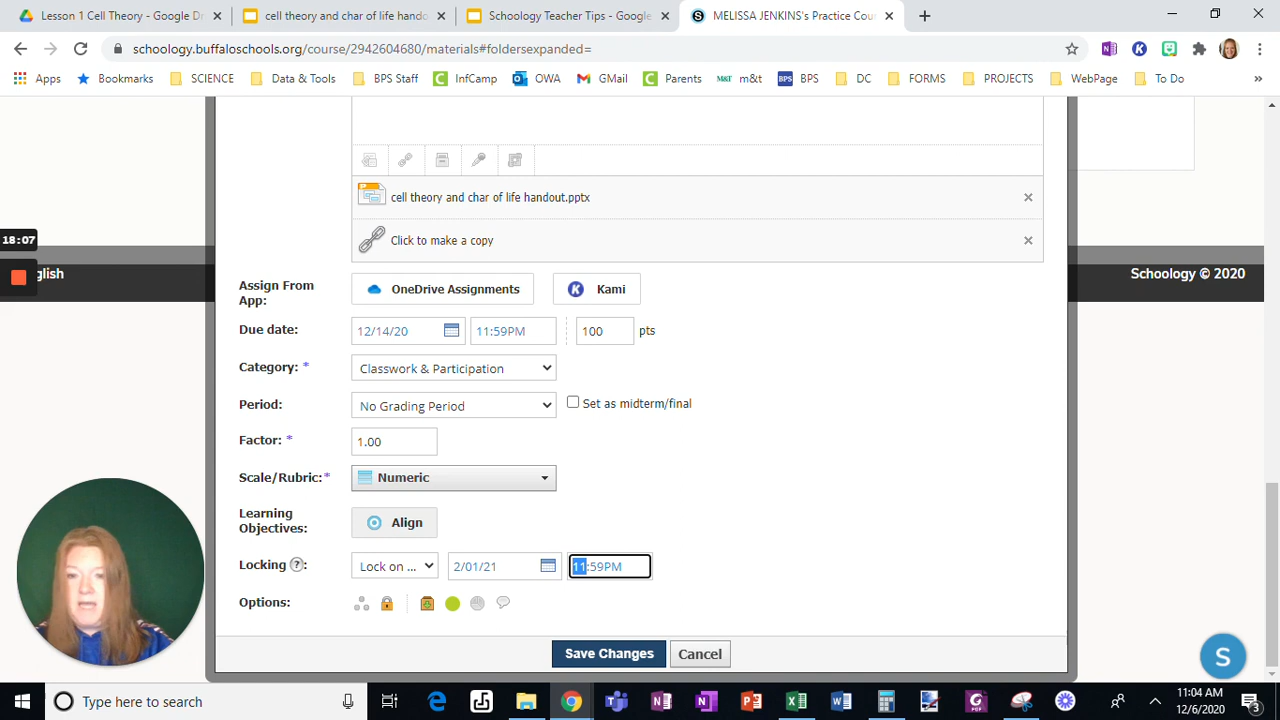 Lesson 1 Cell Theory - Google Dr
cell theory and char of life hando
Schoology Teacher Tips - Google
MELISSA JENKINS's Practice Cou
schoology.buffaloschools.org/course/2942604680/materials#foldersexpanded=
Apps Bookmarks SCIENCE Data & Tools BPS Staff InfCamp OWA GMail Parents M&T m&t BPS BPS DC FORMS PROJECTS WebPage To Do »
cell theory and char of life handout.pptx
Click to make a copy
18:07
glish
Schoology © 2020
Assign From App: OneDrive Assignments Kami
Due date: 12/14/20 11:59PM 100 pts
Category: * Classwork & Participation
Period: No Grading Period Set as midterm/final
Factor: * 1.00
Scale/Rubric:* Numeric
Learning Objectives: Align
Locking ?: Lock on ... 2/01/21 11:59PM
Options:
Save Changes Cancel
S
Type here to search
11:04 AM
12/6/2020
3